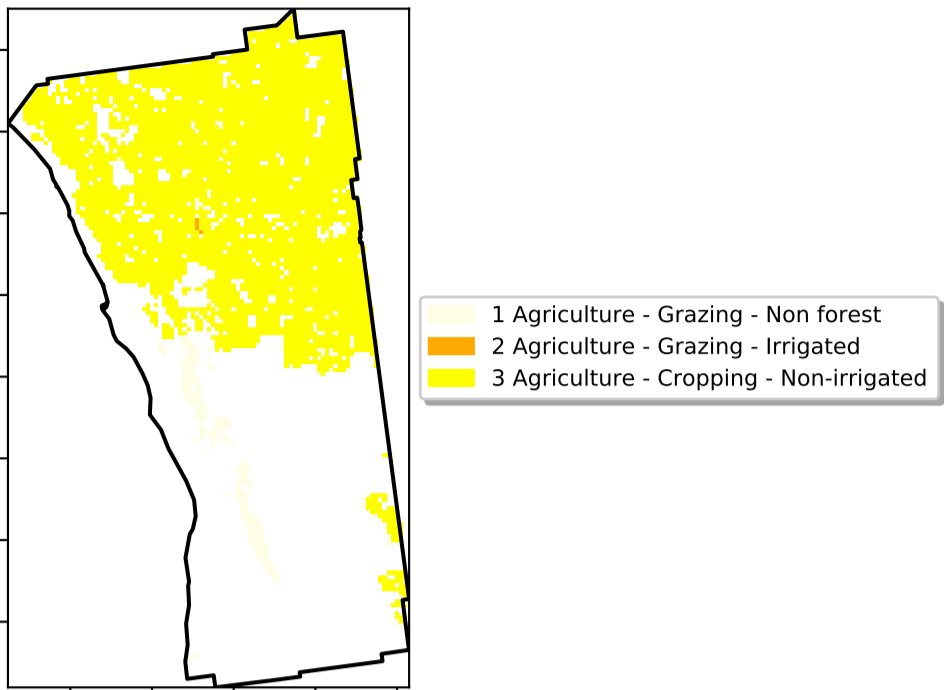 1 Agriculture - Grazing - Non forest
2 Agriculture - Grazing - Irrigated
3 Agriculture - Cropping - Non-irrigated